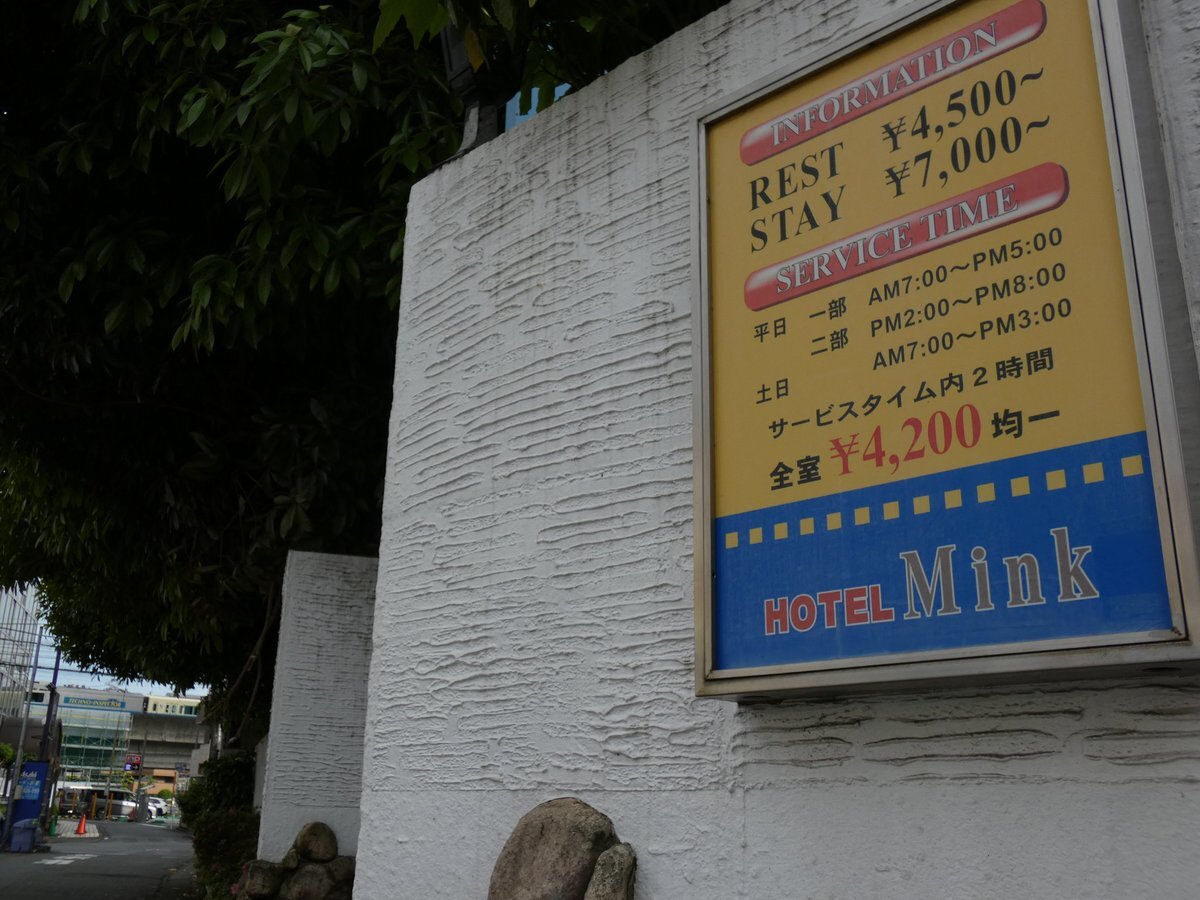 INFORMATION
REST ¥4,500~
STAY ¥7,000~
SERVICE TIME
平日 一部 AM7:00~PM5:00
二部 PM2:00~PM8:00
土日 AM7:00~PM3:00
サービスタイム内2時間
全室 ¥4,200 均一
HOTEL Mink
TECHNO-INSPECTOR